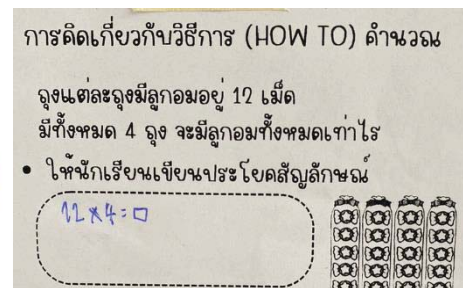 การคิดเกี่ยวกับวิธีการ (HOW TO) คำนวณ
ถุงแต่ละถุงมีลูกอมอยู่ 12 เม็ด
มีทั้งหมด 4 ถุง จะมีลูกอมทั้งหมดเท่าไร
• ให้นักเรียนเขียนประโยคสัญลักษณ์
12 × 4 = □